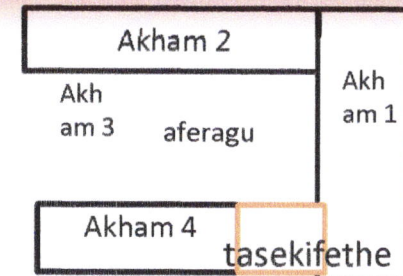 Akham 2
Akh
am 3
aferagu
Akh
am 1
Akham 4
tasekifethe